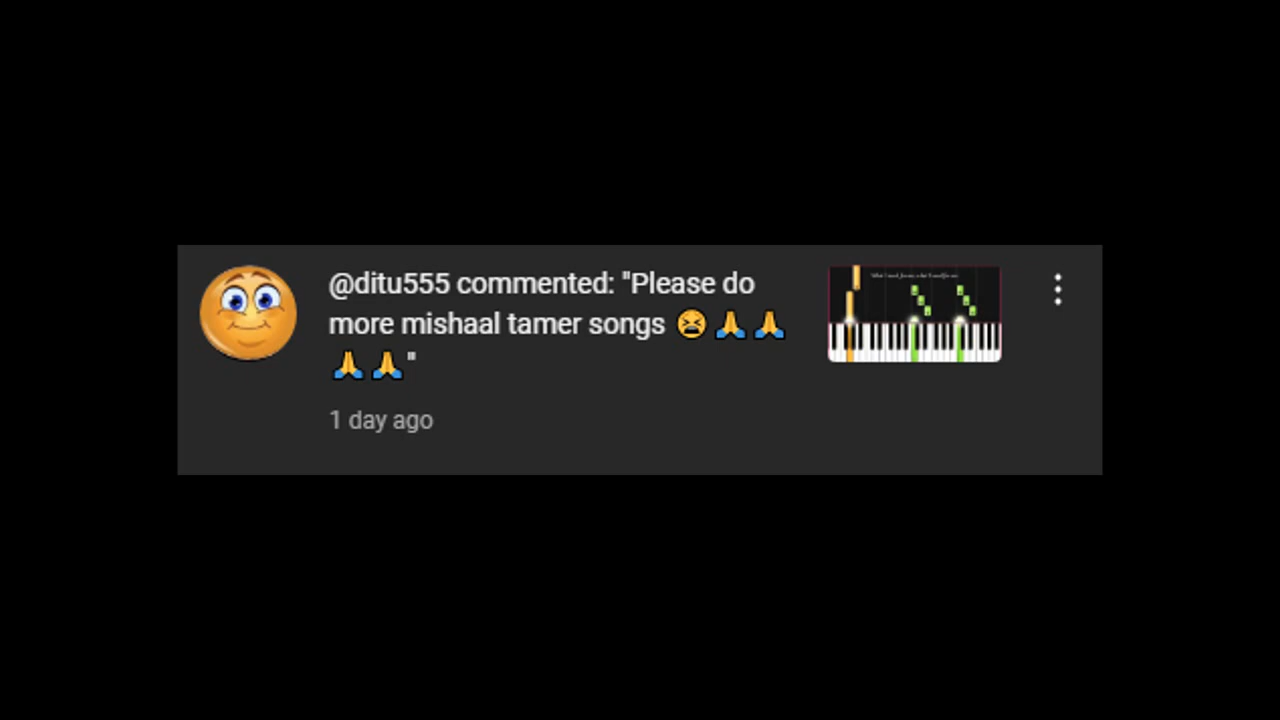 @ditu555 commented: "Please do
more mishaal tamer songs 😫🙏🙏
🙏🙏"
1 day ago